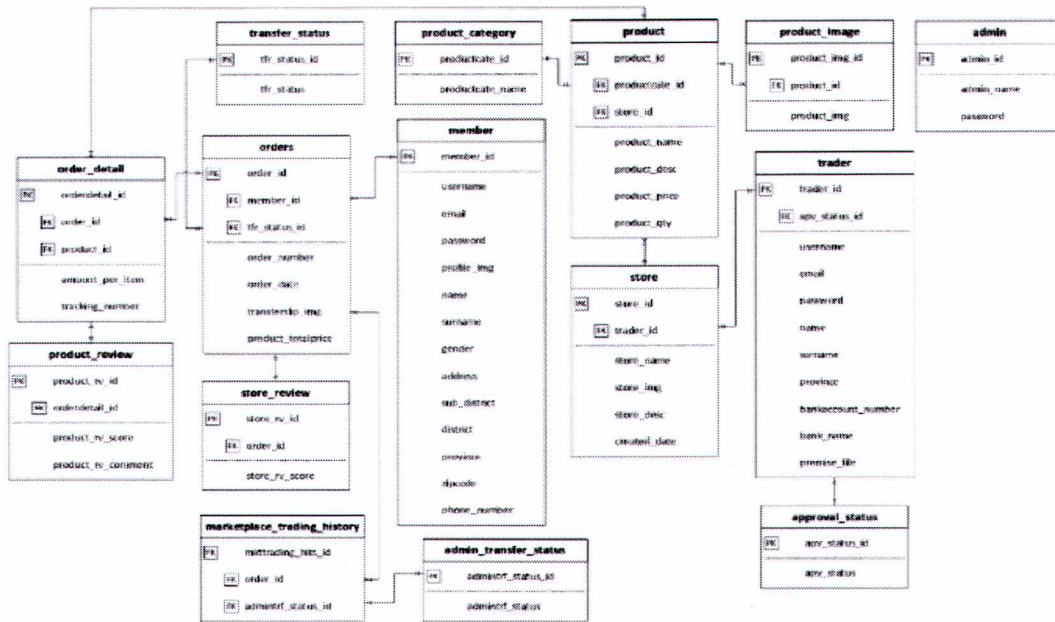 transfer_status
PK tfr_status_id
tfr_status
product_category
PK productcate_id
productcate_name
product
PK product_id
FK productcate_id
FK store_id
product_name
product_desc
product_price
product_qty
product_image
PK product_img_id
FK product_id
product_img
admin
PK admin_id
admin_name
password
order_detail
PK orderdetail_id
FK order_id
FK product_id
amount_per_item
tracking_number
orders
PK order_id
FK member_id
FK tfr_status_id
order_number
order_date
transferslip_img
product_totalprice
member
PK member_id
username
email
password
profile_img
name
surname
gender
address
sub_district
district
province
zipcode
phone_number
trader
PK trader_id
FK apv_status_id
username
email
password
name
surname
province
bankaccount_number
bank_name
premise_file
store
PK store_id
FK trader_id
store_name
store_img
store_desc
created_date
product_review
PK product_rv_id
orderdetail_id
product_rv_score
product_rv_comment
store_review
PK store_rv_id
FK order_id
store_rv_score
marketplace_trading_history
PK
FK order_id
FK admintrf_status_id
admin_transfer_status
PK admintrf_status_id
admintrf_status
approval_status
PK apv_status_id
apv_status